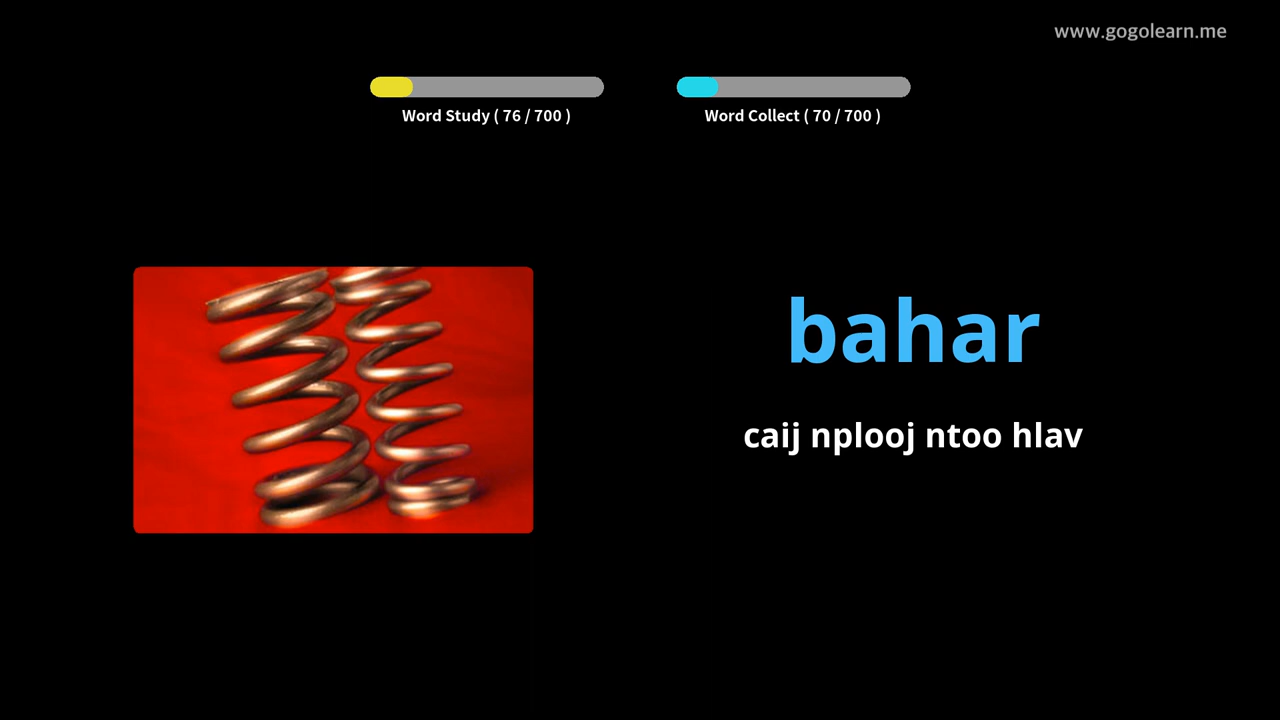 www.gogolearn.me
Word Study ( 76 / 700 )
Word Collect ( 70 / 700 )
bahar
caij nplooj ntoo hlav